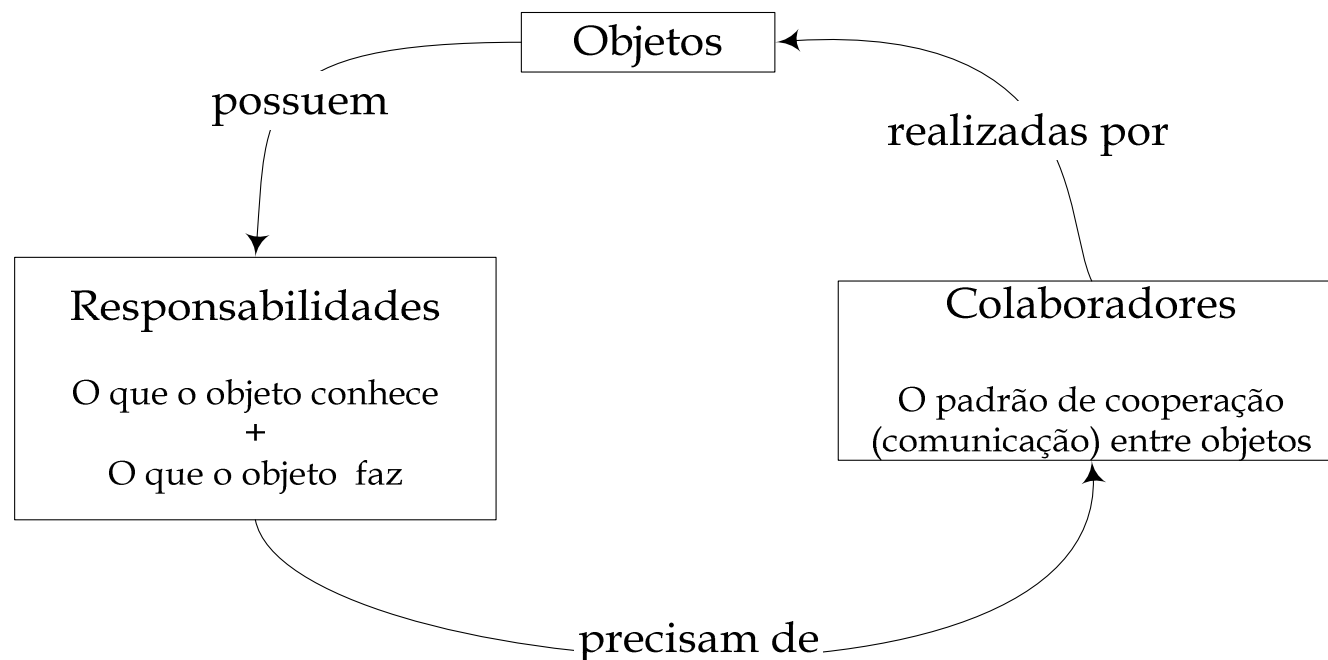 Objetos
possuem
realizadas por
Responsabilidades
O que o objeto conhece
+
O que o objeto faz
Colaboradores
O padrão de cooperação
(comunicação) entre objetos
precisam de